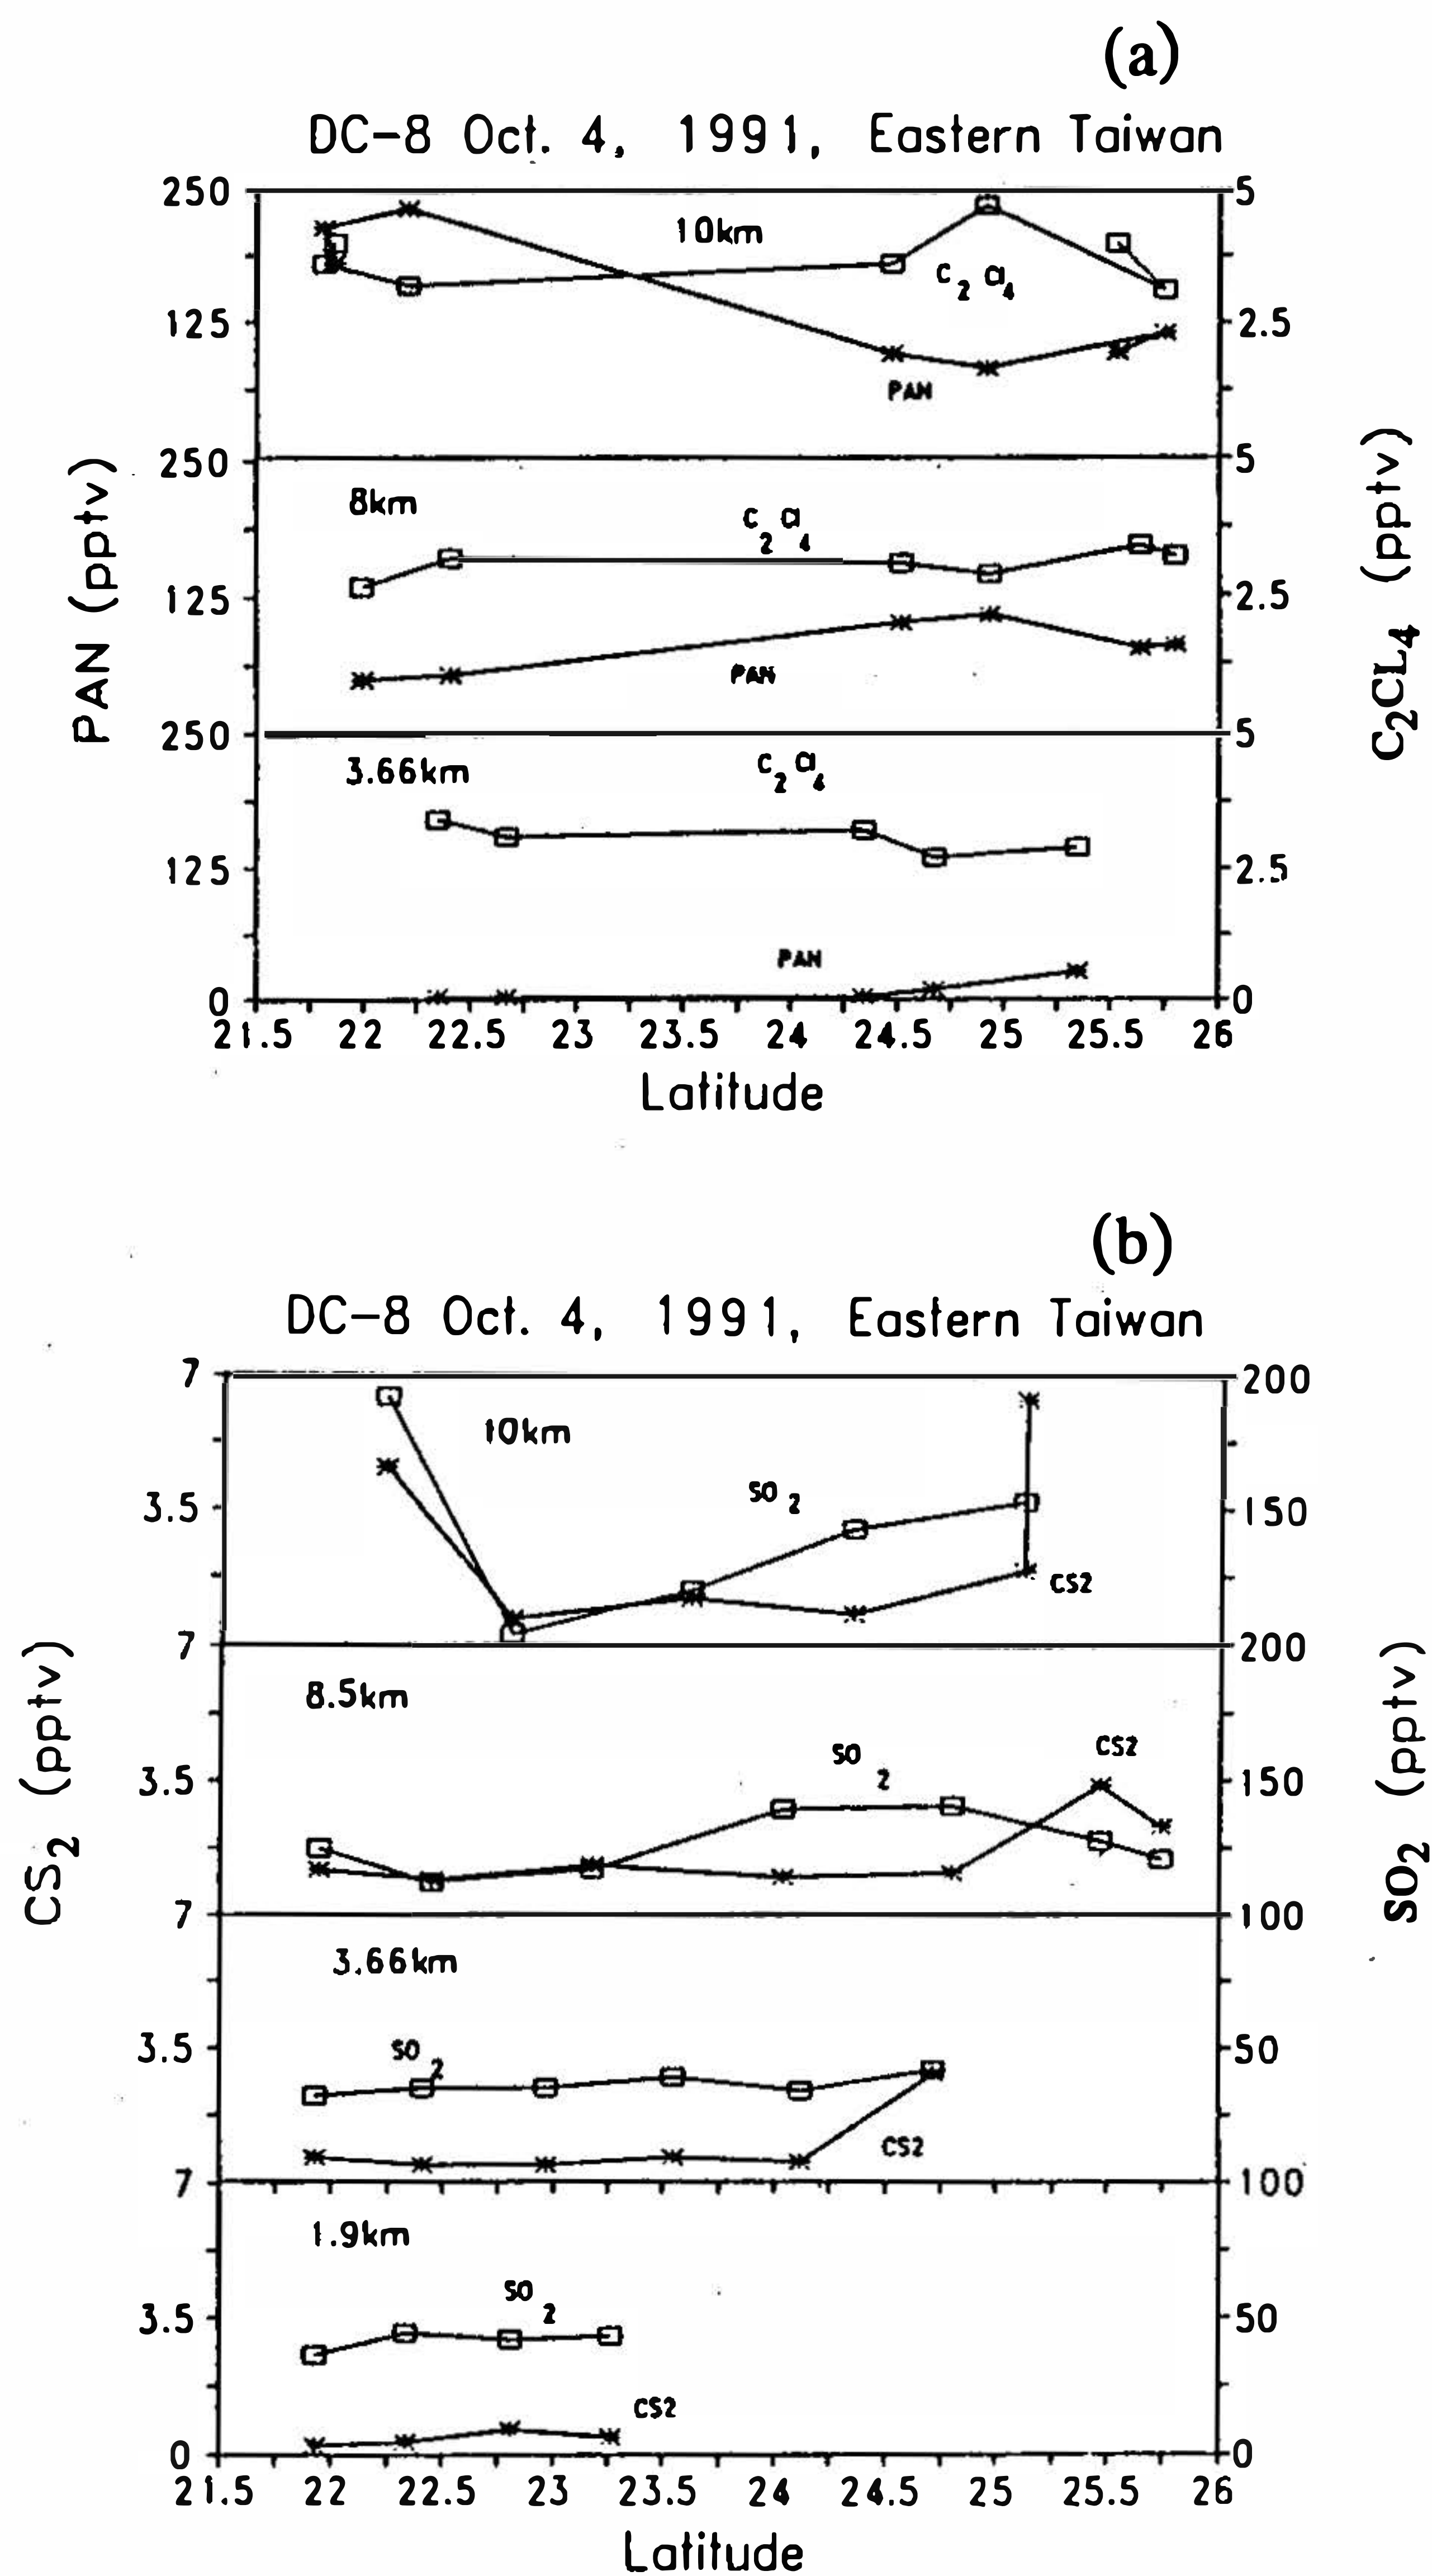 (a)
DC-8 Oct. 4, 1991, Eastern Taiwan
250 5
10km
C2Cl4
125 2.5
PAN
250 5
8km
C2Cl4
125 2.5
PAN
250 5
3.66km
C2Cl4
125 2.5
PAN
0 0
21.5 22 22.5 23 23.5 24 24.5 25 25.5 26
Latitude
PAN (pptv)
C2CL4 (pptv)
(b)
DC-8 Oct. 4, 1991, Eastern Taiwan
7 200
10km
SO2
3.5 150
CS2
7 200
8.5km
SO2
CS2
3.5 150
7 100
3.66km
3.5 50
SO2
CS2
7 100
1.9km
SO2
3.5 50
CS2
0 0
21.5 22 22.5 23 23.5 24 24.5 25 25.5 26
Latitude
CS2 (pptv)
SO2 (pptv)